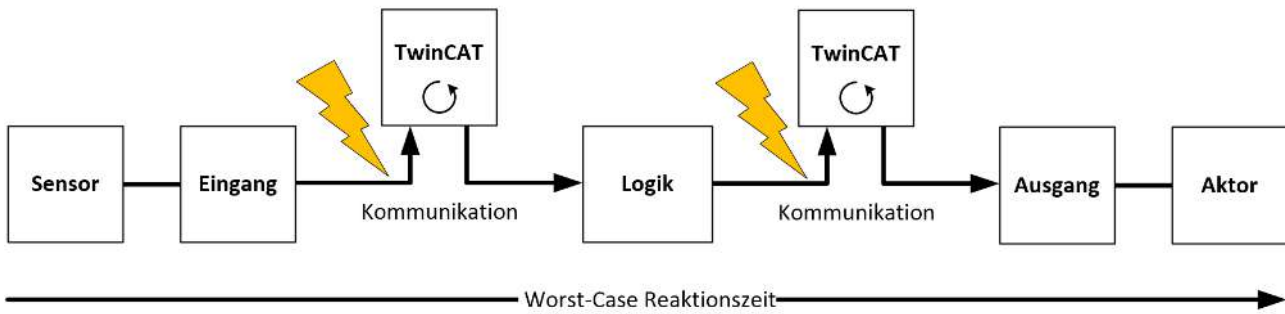 TwinCAT
TwinCAT
Sensor
Eingang
Logik
Ausgang
Aktor
Kommunikation
Kommunikation
Worst-Case Reaktionszeit